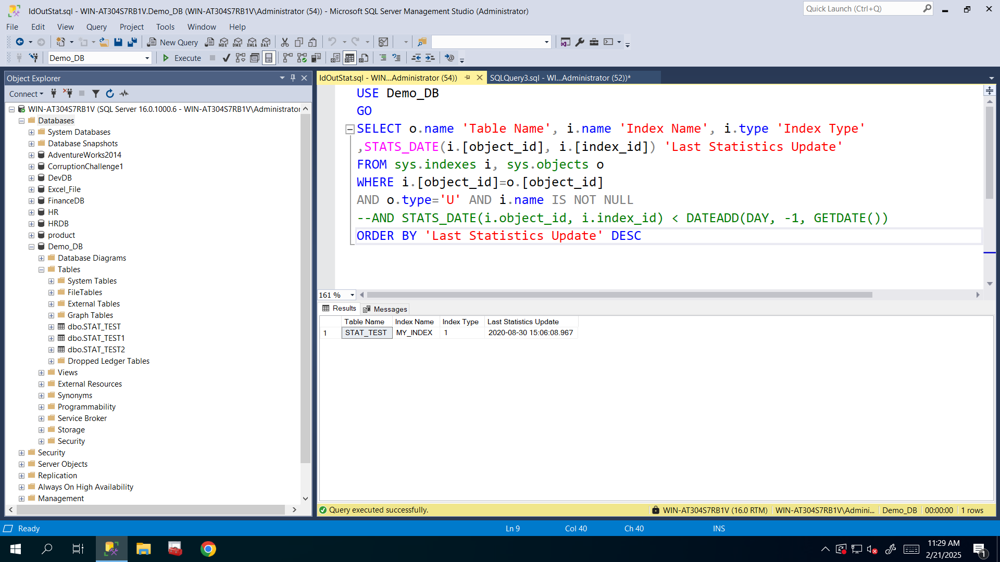 IdOutStat.sql - WIN-AT304S7RB1V.Demo_DB (WIN-AT304S7RB1V\Administrator (54)) - Microsoft SQL Server Management Studio (Administrator)
Quick Launch (Ctrl+Q)
File Edit View Query Project Tools Window Help
New Query
MDX DMX XMLA DAX
Demo_DB
Execute
Object Explorer
Connect
WIN-AT304S7RB1V (SQL Server 16.0.1000.6 - WIN-AT304S7RB1V\Administrator
Databases
System Databases
Database Snapshots
AdventureWorks2014
CorruptionChallenge1
DevDB
Excel_File
FinanceDB
HR
HRDB
product
Demo_DB
Database Diagrams
Tables
System Tables
FileTables
External Tables
Graph Tables
dbo.STAT_TEST
dbo.STAT_TEST1
dbo.STAT_TEST2
Dropped Ledger Tables
Views
External Resources
Synonyms
Programmability
Service Broker
Storage
Security
Security
Server Objects
Replication
Always On High Availability
Management
IdOutStat.sql - WIN...Administrator (54))
SQLQuery3.sql - WI...Administrator (52))*
USE Demo_DB
GO
SELECT o.name 'Table Name', i.name 'Index Name', i.type 'Index Type'
,STATS_DATE(i.[object_id], i.[index_id]) 'Last Statistics Update'
FROM sys.indexes i, sys.objects o
WHERE i.[object_id]=o.[object_id]
AND o.type='U' AND i.name IS NOT NULL
--AND STATS_DATE(i.object_id, i.index_id) < DATEADD(DAY, -1, GETDATE())
ORDER BY 'Last Statistics Update' DESC
161 %
Results Messages
Table Name Index Name Index Type Last Statistics Update
1 STAT_TEST MY_INDEX 1 2020-08-30 15:06:08.967
Query executed successfully.
WIN-AT304S7RB1V (16.0 RTM) WIN-AT304S7RB1V\Admini... Demo_DB 00:00:00 1 rows
Ready
Ln 9 Col 40 Ch 40 INS
11:29 AM
2/21/2025
1